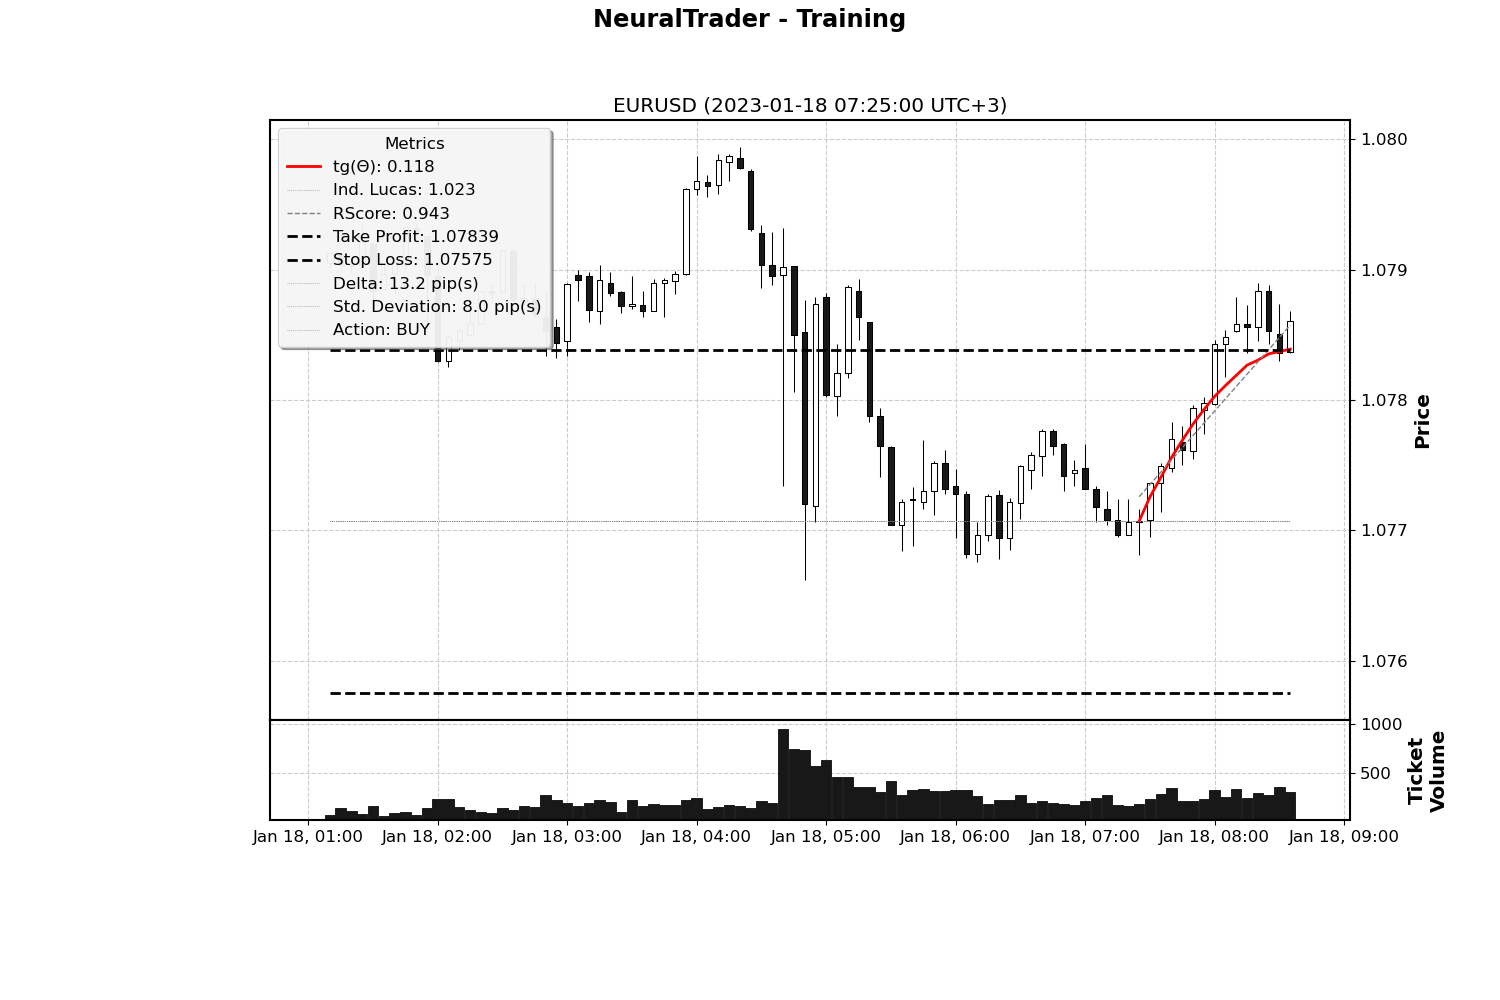 NeuralTrader - Training
EURUSD (2023-01-18 07:25:00 UTC+3)
Metrics
tg(Θ): 0.118
Ind. Lucas: 1.023
RScore: 0.943
Take Profit: 1.07839
Stop Loss: 1.07575
Delta: 13.2 pip(s)
Std. Deviation: 8.0 pip(s)
Action: BUY
1.080
1.079
1.078
1.077
1.076
Price
1000
500
Ticket
Volume
Jan 18, 01:00 Jan 18, 02:00 Jan 18, 03:00 Jan 18, 04:00 Jan 18, 05:00 Jan 18, 06:00 Jan 18, 07:00 Jan 18, 08:00 Jan 18, 09:00